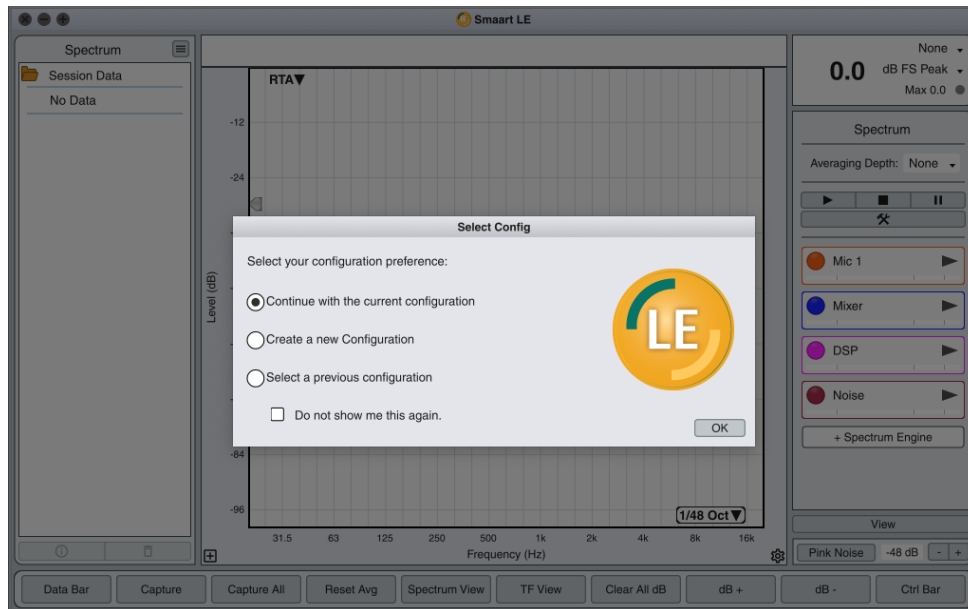 Smaart LE
Spectrum
Session Data
No Data
RTA▼
-12
-24
-84
-96
Level (dB)
31.5 63 125 250 500 1k 2k 4k 8k 16k
Frequency (Hz)
1/48 Oct▼
Select Config
Select your configuration preference:
Continue with the current configuration
Create a new Configuration
Select a previous configuration
Do not show me this again.
LE
OK
None
0.0 dB FS Peak
Max 0.0
Spectrum
Averaging Depth: None
Mic 1
Mixer
DSP
Noise
+ Spectrum Engine
View
Pink Noise -48 dB - +
Data Bar Capture Capture All Reset Avg Spectrum View TF View Clear All dB dB + dB - Ctrl Bar